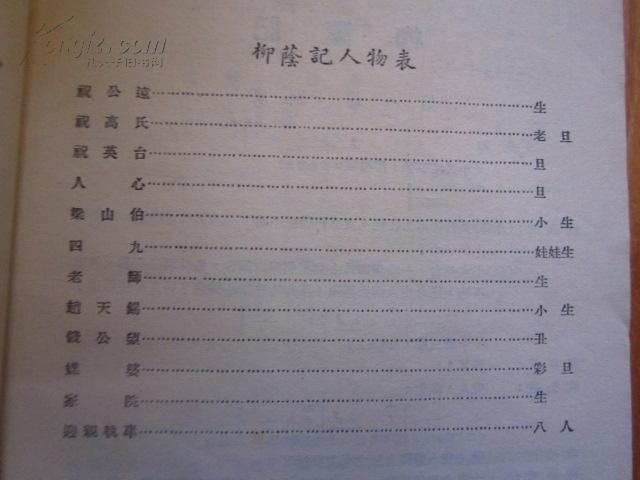 Kongfz.com
柳蔭記人物表
祝公遠……生
祝高氏……老旦
祝英台……旦
人心……旦
梁山伯……小生
四九……娃娃生
老師……生
趙天錫……小生
錢公望……丑
媒婆……彩旦
家院……生
迎親執事……八人